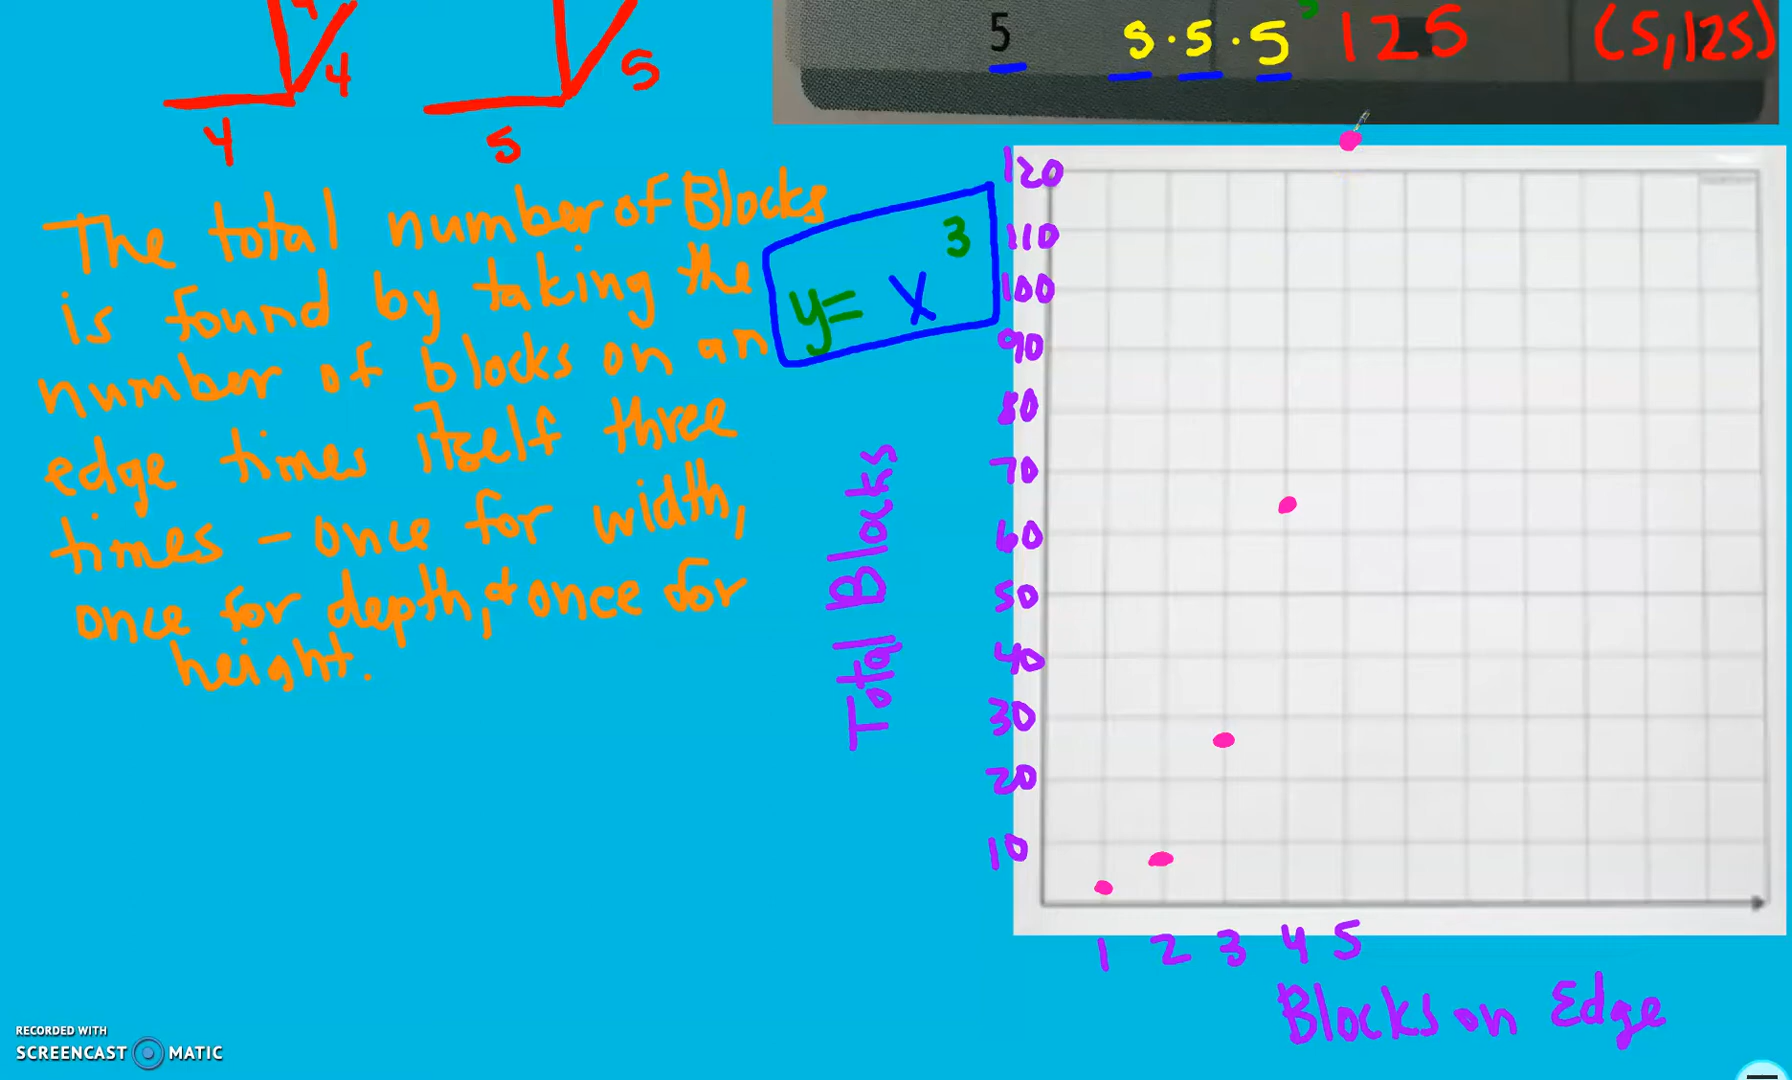 4
4
4
5
5
5 5·5·5 3 125 (5,125)
The total number of Blocks
is found by taking the
number of blocks on an
edge times itself three
times - once for width,
once for depth, & once for
height.
y= x 3
120
110
100
90
80
70
60
50
40
30
20
10
Total Blocks
1 2 3 4 5
Blocks on Edge
RECORDED WITH
SCREENCAST MATIC